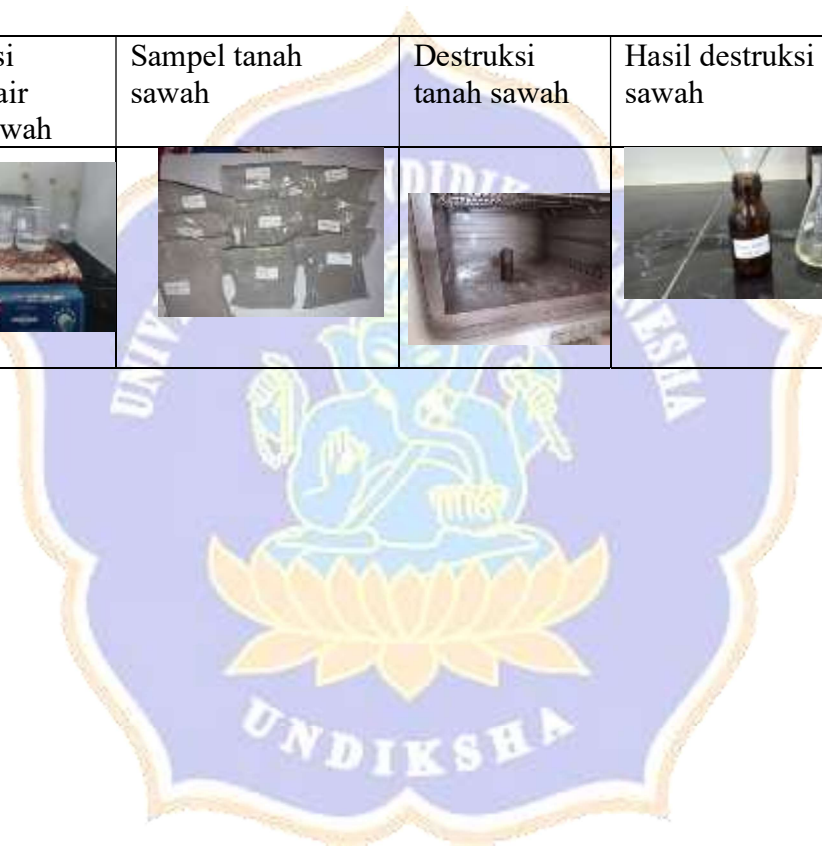 si
air
wah
Sampel tanah
sawah
Destruksi
tanah sawah
Hasil destruksi
sawah
UNDIKSHA